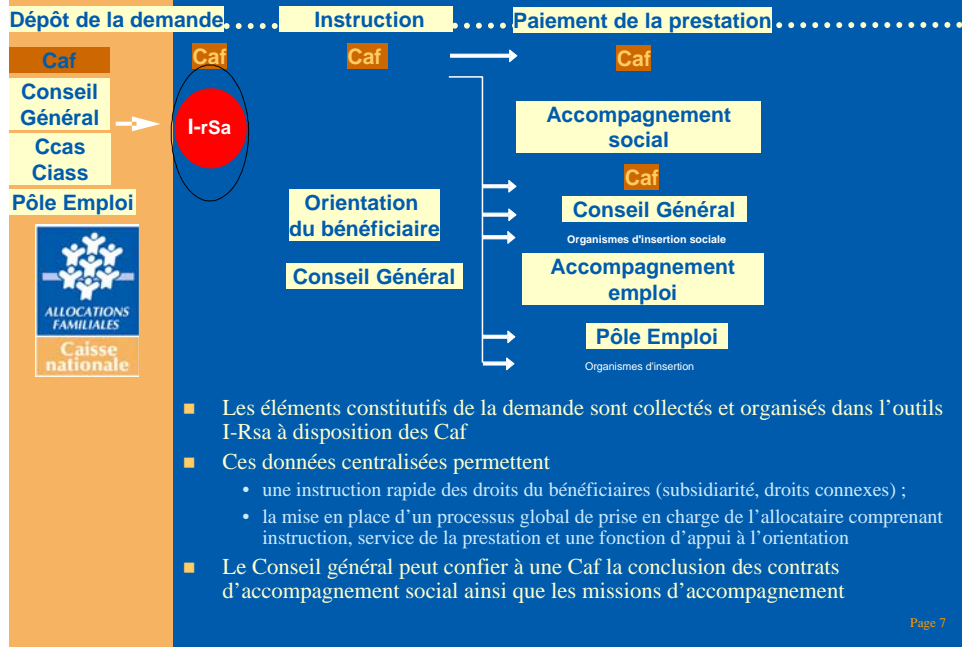 Dépôt de la demande
Instruction
Paiement de la prestation
Caf
Caf
Caf
Caf
Conseil
Général
Ccas
Ciass
Pôle Emploi
I-rSa
Accompagnement
social
Caf
Orientation
du bénéficiaire
Conseil Général
Conseil Général
Organismes d'insertion sociale
Accompagnement
emploi
Pôle Emploi
Organismes d'insertion
ALLOCATIONS
FAMILIALES
Caisse
nationale
Les éléments constitutifs de la demande sont collectés et organisés dans l’outils
I-Rsa à disposition des Caf
Ces données centralisées permettent
• une instruction rapide des droits du bénéficiaires (subsidiarité, droits connexes) ;
• la mise en place d’un processus global de prise en charge de l’allocataire comprenant
instruction, service de la prestation et une fonction d’appui à l’orientation
Le Conseil général peut confier à une Caf la conclusion des contrats
d’accompagnement social ainsi que les missions d’accompagnement
Page 7